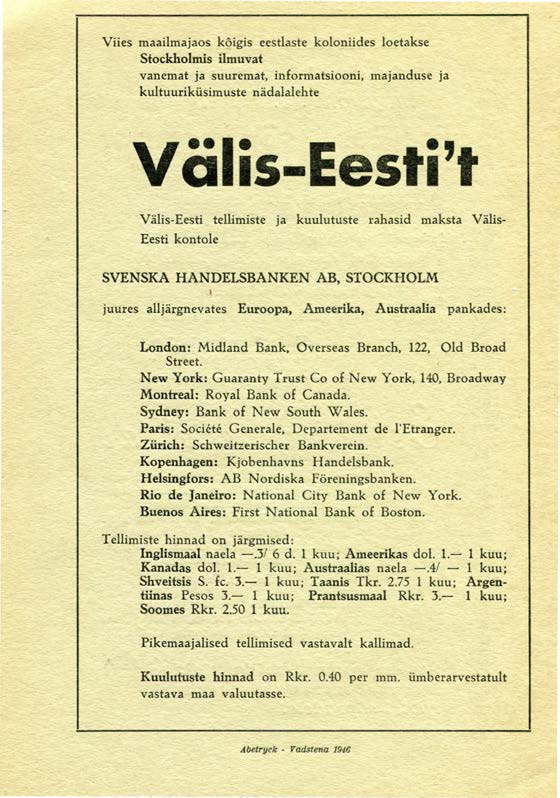 Viies maailmajaos kôigis eestlaste koloniides loetakse
Stockholmis ilmuvat
vanemat ja suuremat, informatsiooni, majanduse ja
kultuuriküsimuste nädalalehte
Välis-Eesti’t
Välis-Eesti tellimiste ja kuulutuste rahasid maksta Välis-
Eesti kontole
SVENSKA HANDELSBANKEN AB, STOCKHOLM
juures alljärgnevates Euroopa, Ameerika, Austraalia pankades:
London: Midland Bank, Overseas Branch, 122, Old Broad
Street.
New York: Guaranty Trust Co of New York, 140, Broadway
Montreal: Royal Bank of Canada.
Sydney: Bank of New South Wales.
Paris: Société Generale, Departement de l'Etranger.
Zürich: Schweitzerischer Bankverein.
Kopenhagen: Kjobenhavns Handelsbank.
Helsingfors: AB Nordiska Föreningsbanken.
Rio de Janeiro: National City Bank of New York.
Buenos Aires: First National Bank of Boston.
Tellimiste hinnad on järgmised:
Inglismaal naela —.3/ 6 d. 1 kuu; Ameerikas dol. 1.— 1 kuu;
Kanadas dol. 1.— 1 kuu; Austraalias naela —.4/ — 1 kuu;
Shveitsis S. fc. 3.— 1 kuu; Taanis Tkr. 2.75 1 kuu; Argen-
tiinas Pesos 3.— 1 kuu; Prantsusmaal Rkr. 3.— 1 kuu;
Soomes Rkr. 2.50 1 kuu.
Pikemaajalised tellimised vastavalt kallimad.
Kuulutuste hinnad on Rkr. 0.40 per mm. ümberarvestatult
vastava maa valuutasse.
Abetryck - Vadstena 1946